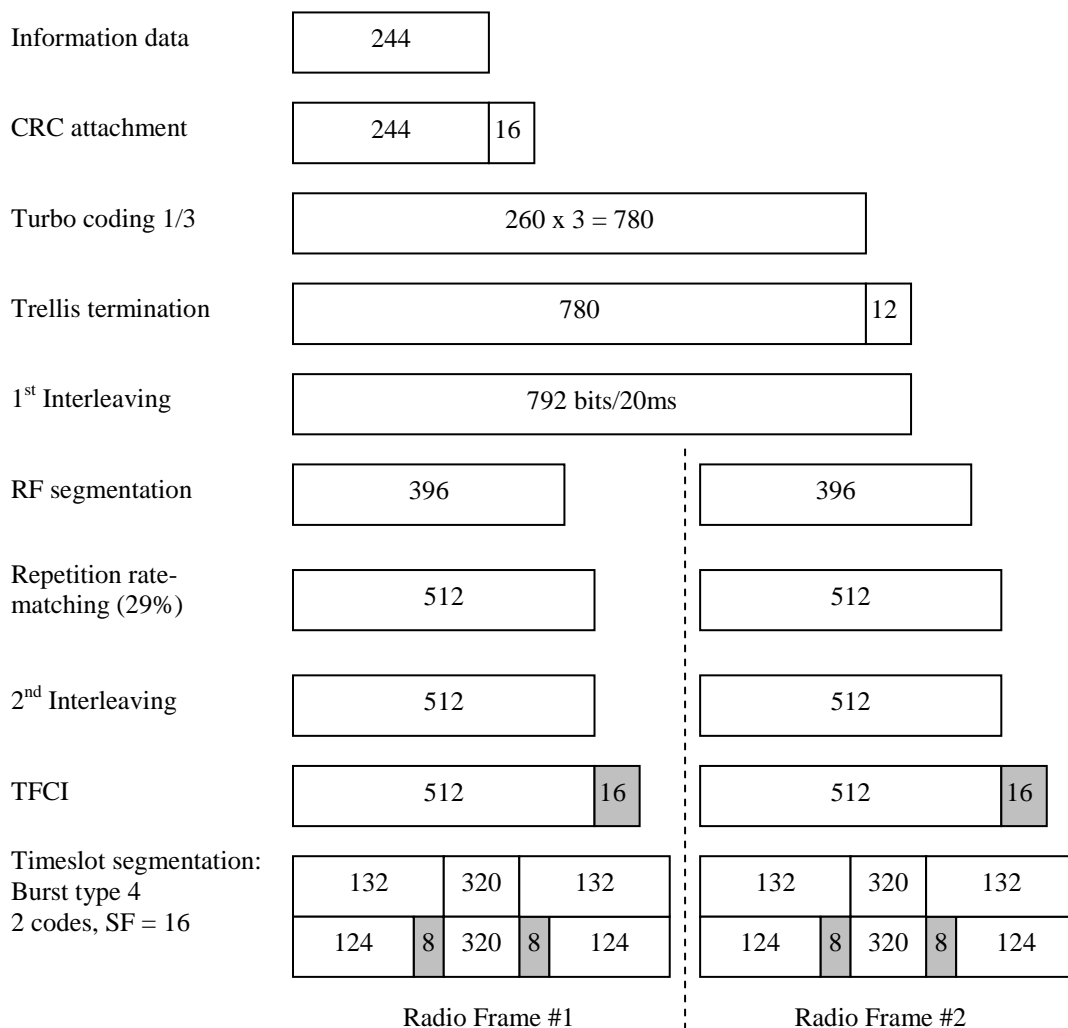 Information data
244
CRC attachment
244 16
Turbo coding 1/3
260 x 3 = 780
Trellis termination
780 12
1st Interleaving
792 bits/20ms
RF segmentation
396 396
Repetition rate-
matching (29%)
512 512
2nd Interleaving
512 512
TFCI
512 16 512 16
Timeslot segmentation:
Burst type 4
2 codes, SF = 16
132 320 132 132 320 132
124 8 320 8 124 124 8 320 8 124
Radio Frame #1 Radio Frame #2